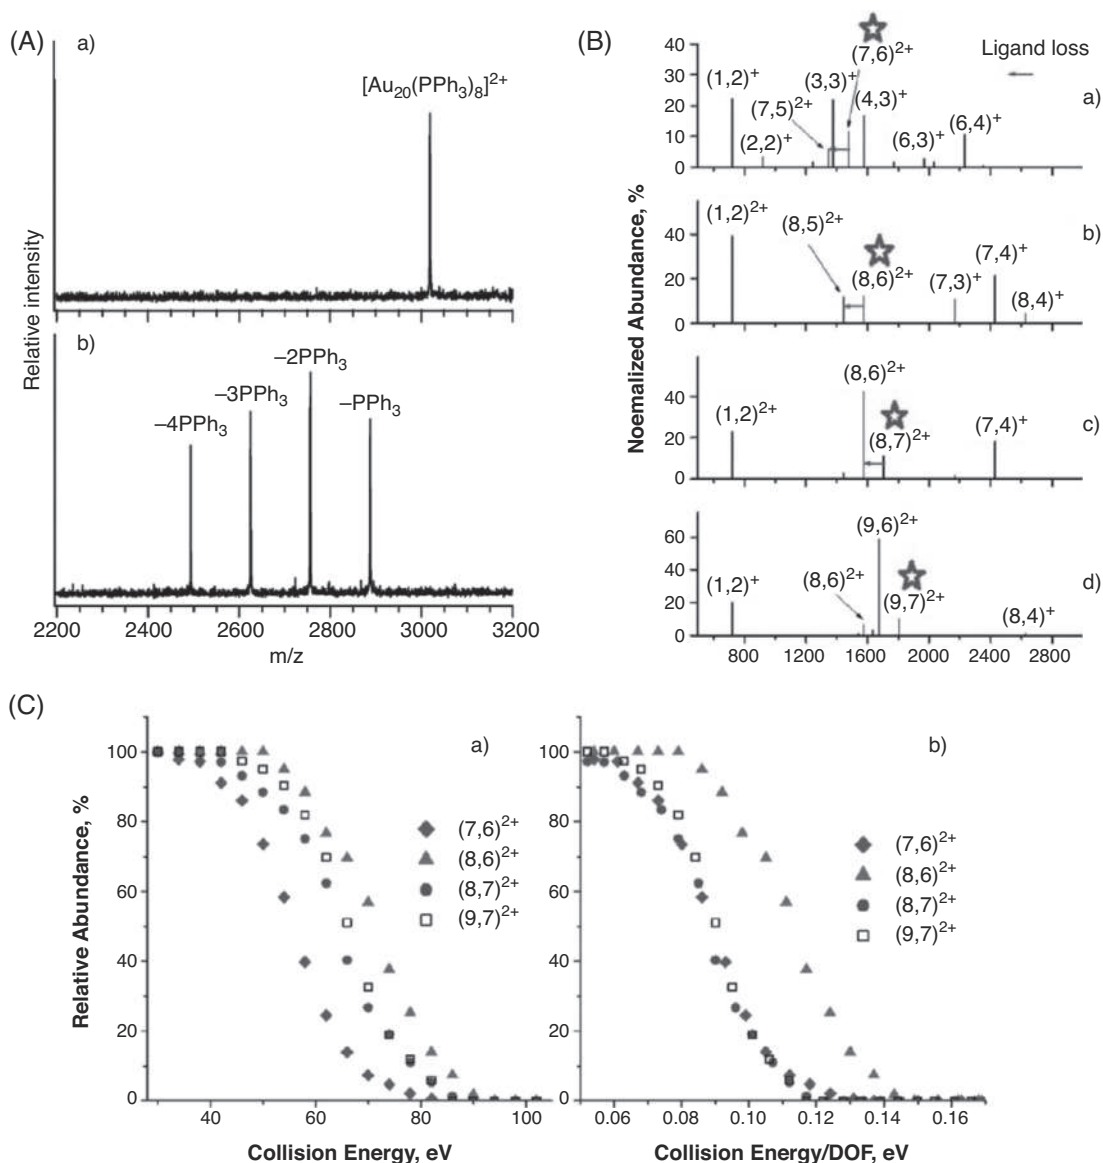 (A)
a)
[Au20(PPh3)8]2+
b)
–4PPh3
–3PPh3
–2PPh3
–PPh3
Relative intensity
2200 2400 2600 2800 3000 3200
m/z
(B)
Noemalized Abundance, %
Ligand loss
a)
40
30
20
10
0
(1,2)+
(2,2)+
(7,5)2+
(3,3)+
(7,6)2+
(4,3)+
(6,3)+
(6,4)+
b)
40
20
0
(1,2)2+
(8,5)2+
(8,6)2+
(7,3)+
(7,4)+
(8,4)+
c)
40
20
0
(1,2)2+
(8,6)2+
(8,7)2+
(7,4)+
d)
60
40
20
0
(1,2)+
(8,6)2+
(9,6)2+
(9,7)2+
(8,4)+
800 1200 1600 2000 2400 2800
(C)
Relative Abundance, %
a)
100
80
60
40
20
0
(7,6)2+
(8,6)2+
(8,7)2+
(9,7)2+
40 60 80 100
Collision Energy, eV
b)
100
80
60
40
20
0
(7,6)2+
(8,6)2+
(8,7)2+
(9,7)2+
0.06 0.08 0.10 0.12 0.14 0.16
Collision Energy/DOF, eV